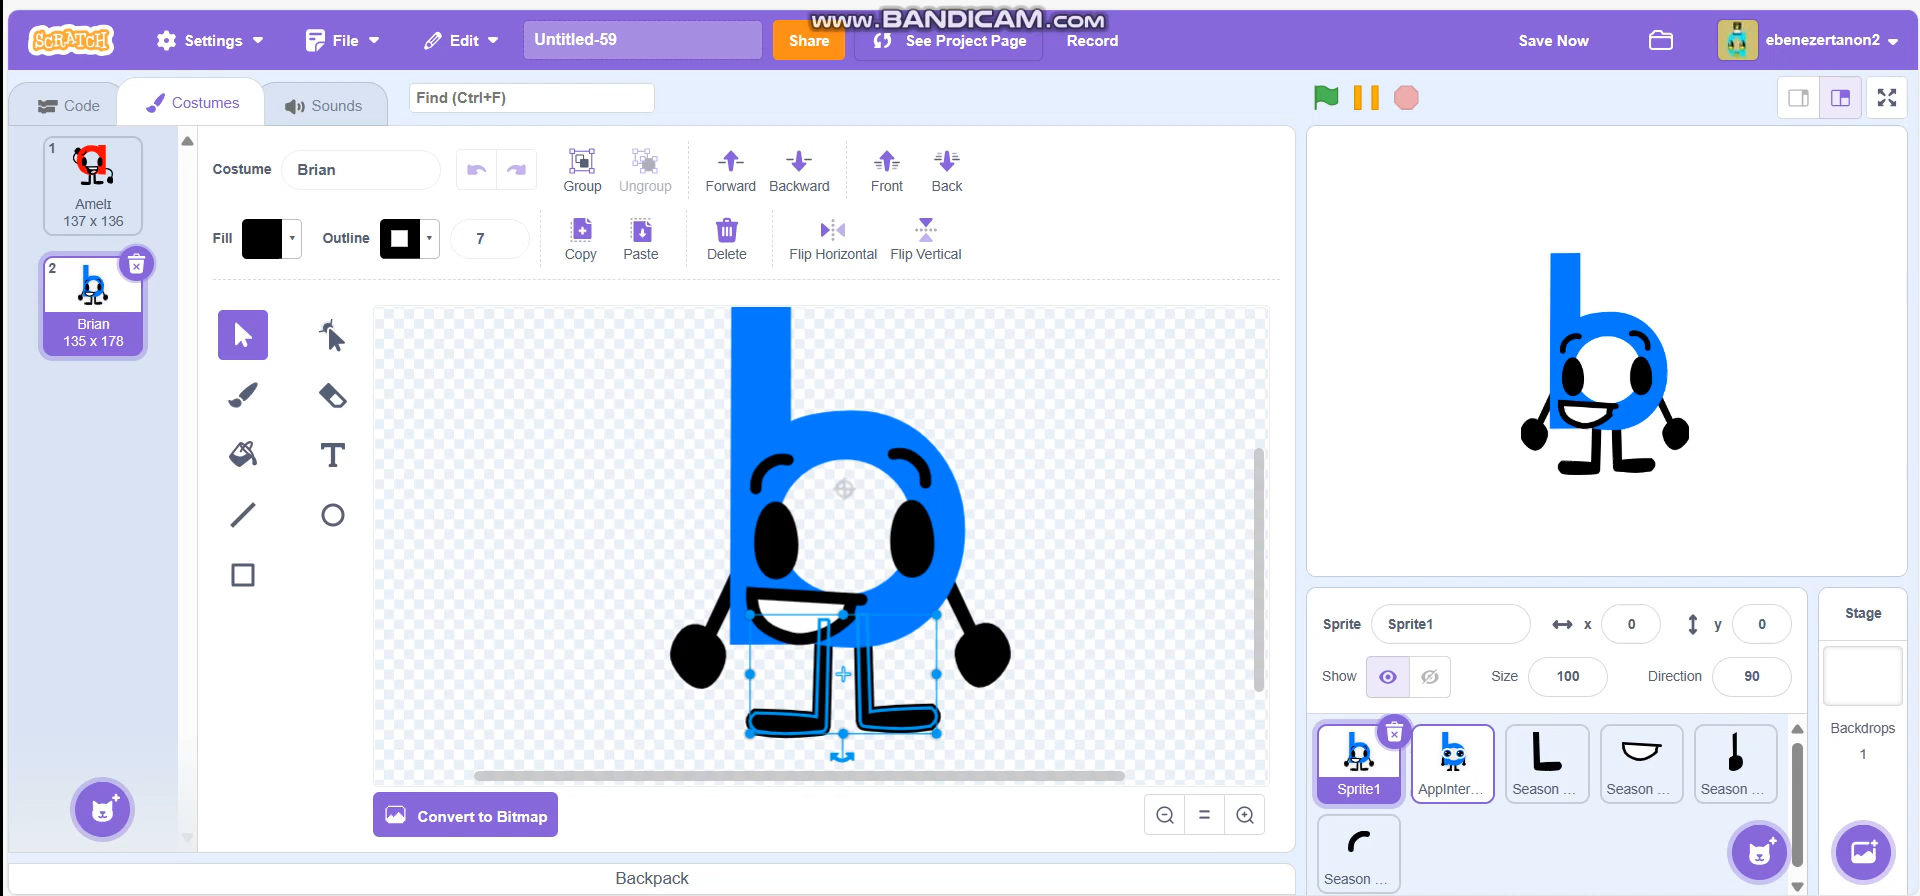 www.BANDICAM.com
SCRATCH
Settings
File
Edit
Untitled-59
Share
See Project Page
Record
Save Now
ebenezertanon2
Code
Costumes
Sounds
Find (Ctrl+F)
1
Amelɪ
137 x 136
2
Brian
135 x 178
Costume
Brian
Group
Ungroup
Forward
Backward
Front
Back
Fill
Outline
7
Copy
Paste
Delete
Flip Horizontal
Flip Vertical
T
Convert to Bitmap
Backpack
Sprite
Sprite1
x
0
y
0
Show
Size
100
Direction
90
Sprite1
AppInter...
Season ...
Season ...
Season ...
Season ...
Stage
Backdrops
1